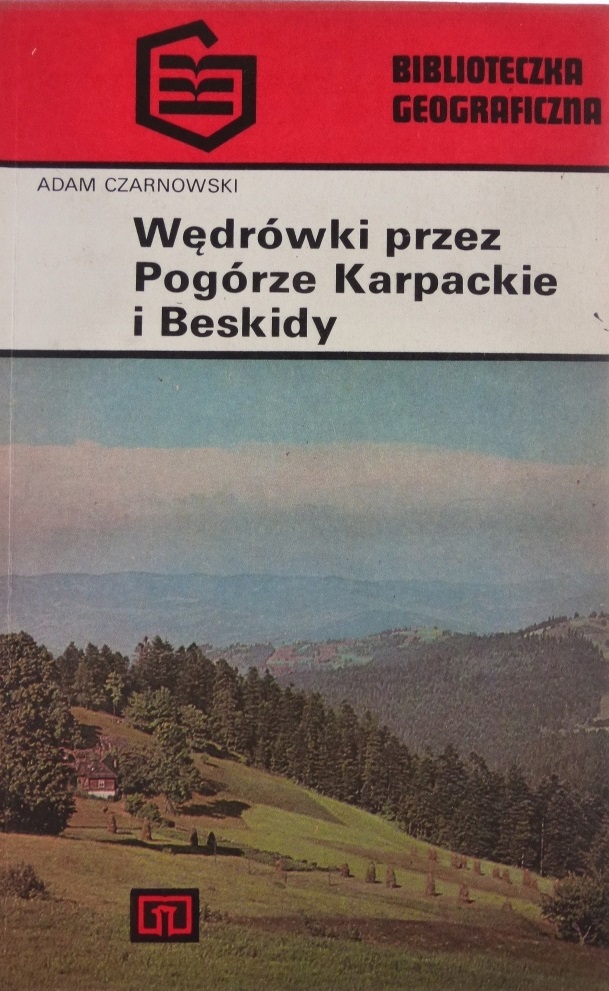 BIBLIOTECZKA
GEOGRAFICZNA
ADAM CZARNOWSKI
Wędrówki przez
Pogórze Karpackie
i Beskidy